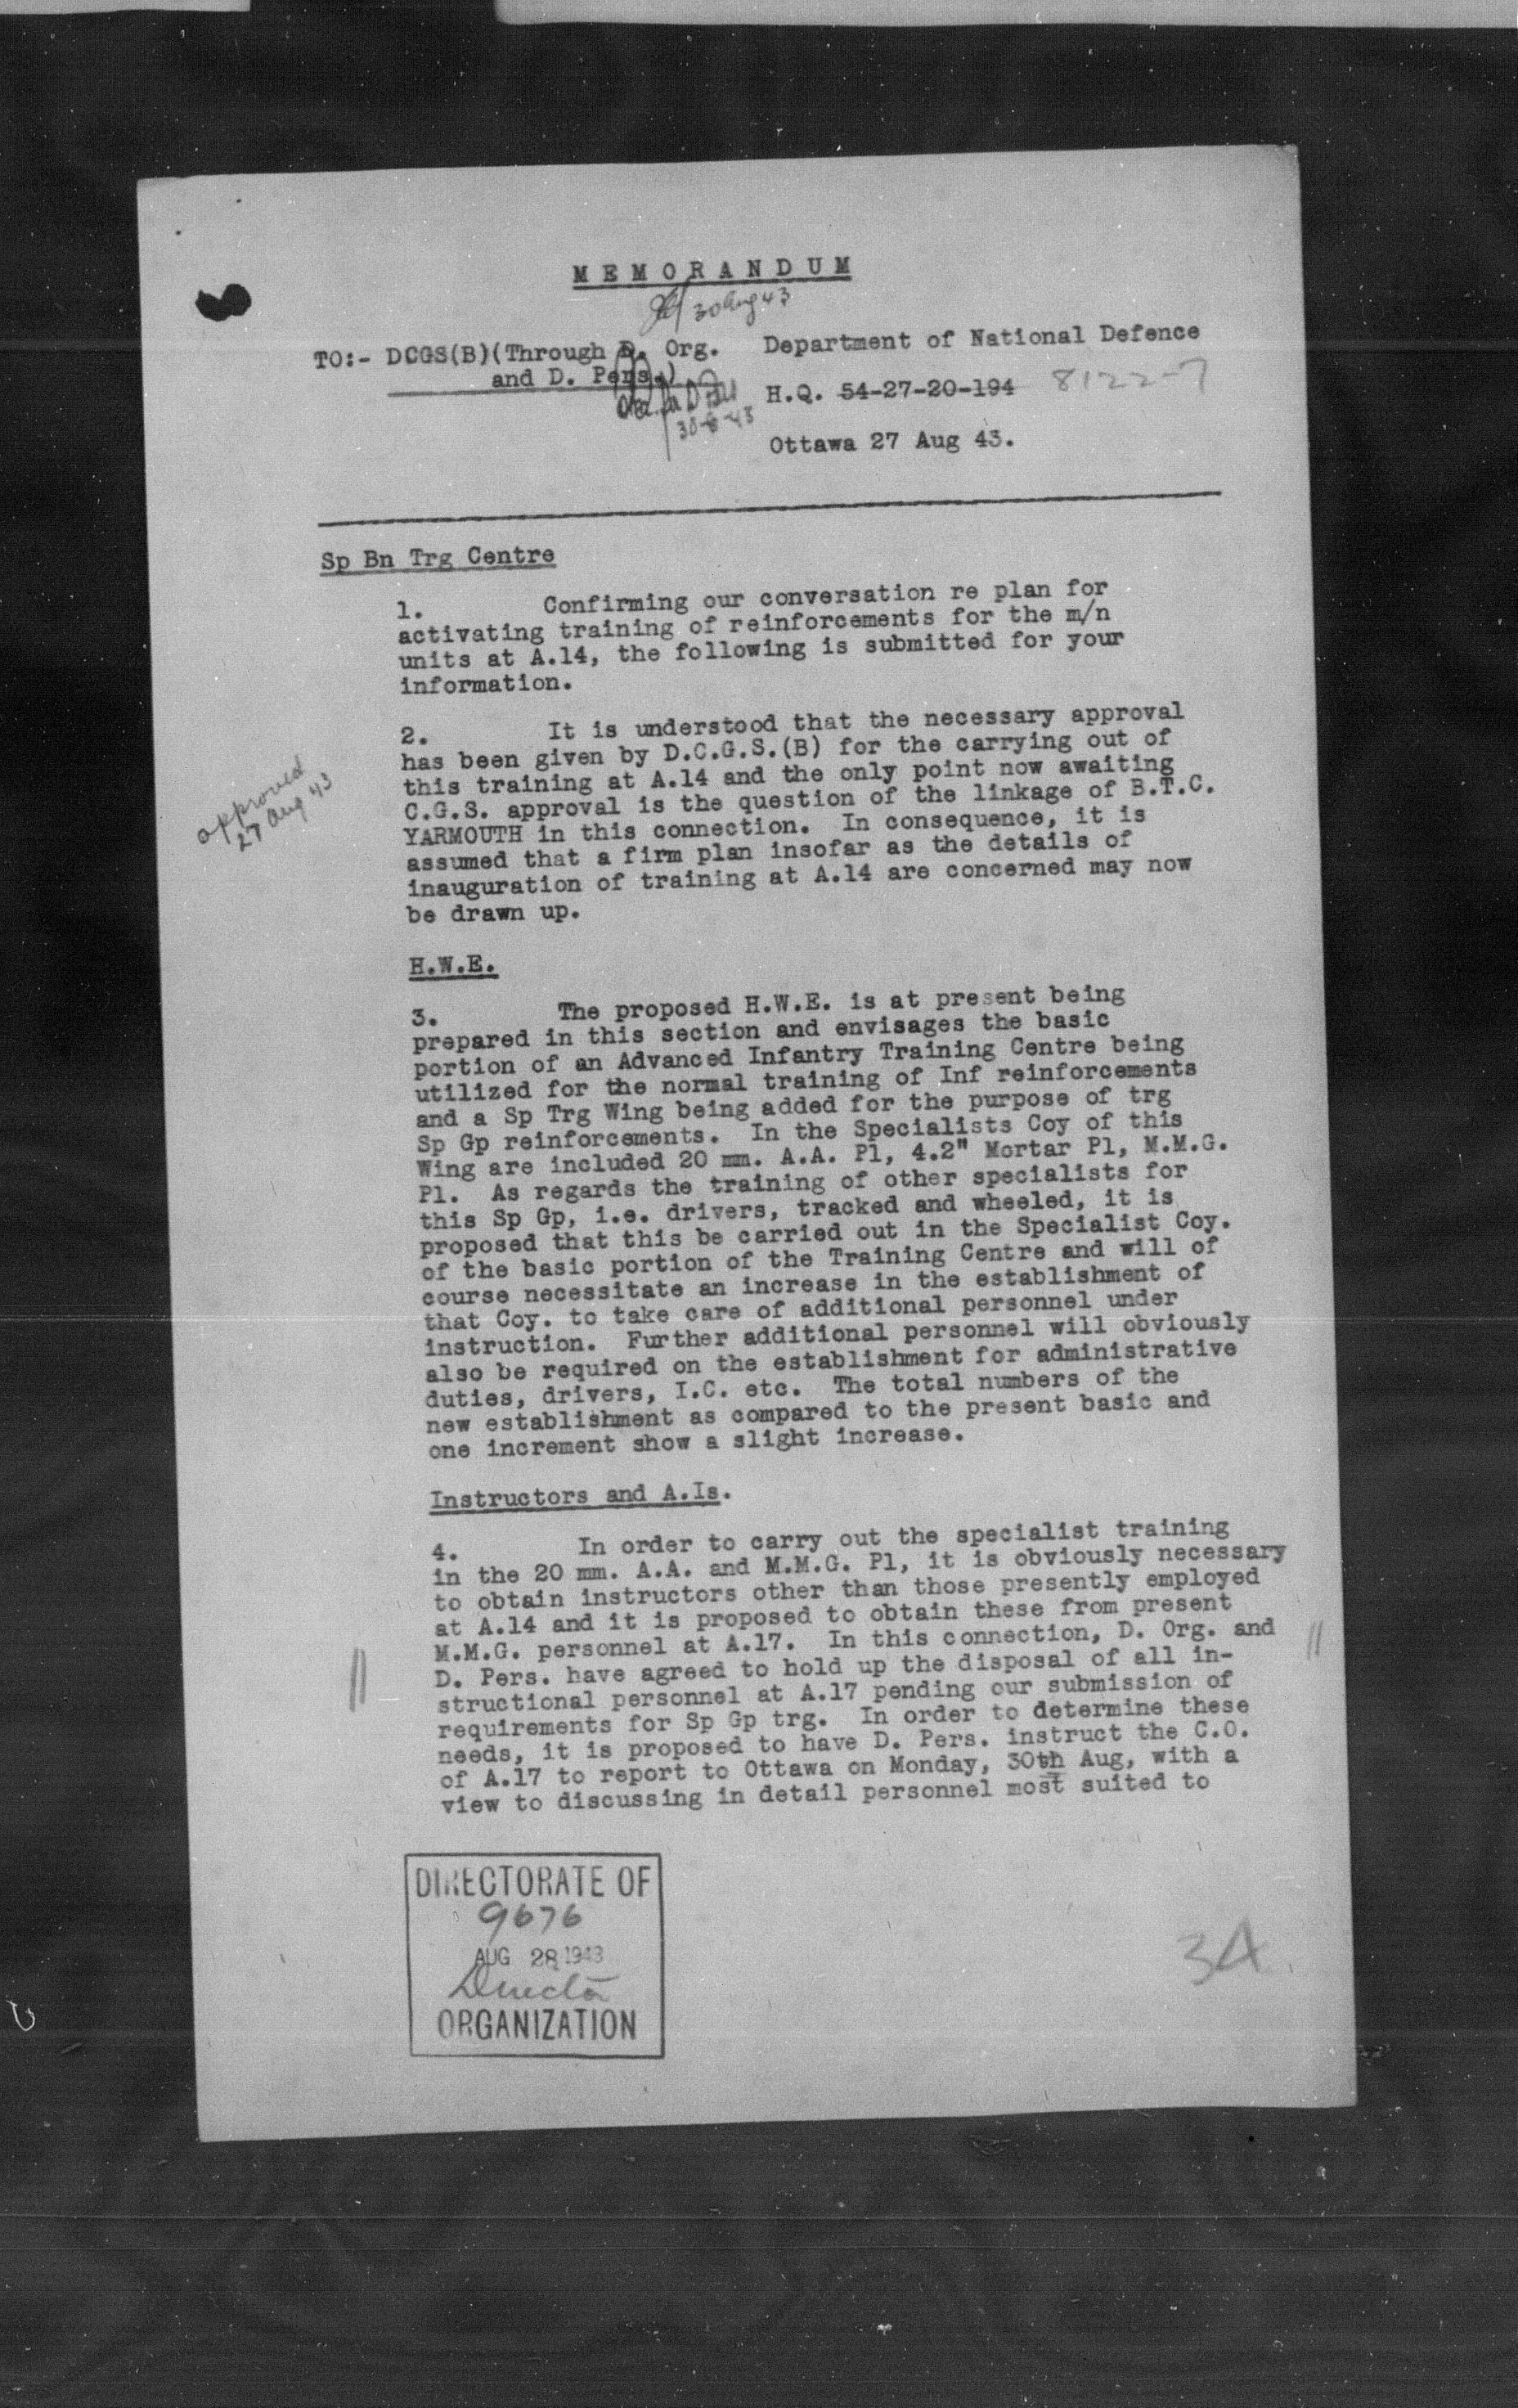 MEMORANDUM
30 Aug 43
TO:- DCGS(B)(Through D. Org. Department of National Defence
and D. Pers.)
H.Q. 54-27-20-194 8122-7
30-8-43
Ottawa 27 Aug 43.
Sp Bn Trg Centre
1. Confirming our conversation re plan for
activating training of reinforcements for the m/n
units at A.14, the following is submitted for your
information.
approved
27 Aug 43
2. It is understood that the necessary approval
has been given by D.C.G.S.(B) for the carrying out of
this training at A.14 and the only point now awaiting
C.G.S. approval is the question of the linkage of B.T.C.
YARMOUTH in this connection. In consequence, it is
assumed that a firm plan insofar as the details of
inauguration of training at A.14 are concerned may now
be drawn up.
H.W.E.
3. The proposed H.W.E. is at present being
prepared in this section and envisages the basic
portion of an Advanced Infantry Training Centre being
utilized for the normal training of Inf reinforcements
and a Sp Trg Wing being added for the purpose of trg
Sp Gp reinforcements. In the Specialists Coy of this
Wing are included 20 mm. A.A. Pl, 4.2" Mortar Pl, M.M.G.
Pl. As regards the training of other specialists for
this Sp Gp, i.e. drivers, tracked and wheeled, it is
proposed that this be carried out in the Specialist Coy.
of the basic portion of the Training Centre and will of
course necessitate an increase in the establishment of
that Coy. to take care of additional personnel under
instruction. Further additional personnel will obviously
also be required on the establishment for administrative
duties, drivers, I.C. etc. The total numbers of the
new establishment as compared to the present basic and
one increment show a slight increase.
Instructors and A.Is.
4. In order to carry out the specialist training
in the 20 mm. A.A. and M.M.G. Pl, it is obviously necessary
to obtain instructors other than those presently employed
at A.14 and it is proposed to obtain these from present
M.M.G. personnel at A.17. In this connection, D. Org. and
D. Pers. have agreed to hold up the disposal of all in-
structional personnel at A.17 pending our submission of
requirements for Sp Gp trg. In order to determine these
needs, it is proposed to have D. Pers. instruct the C.O.
of A.17 to report to Ottawa on Monday, 30th Aug, with a
view to discussing in detail personnel most suited to
DIRECTORATE OF
9676
AUG 28 1943
Director
ORGANIZATION
34.